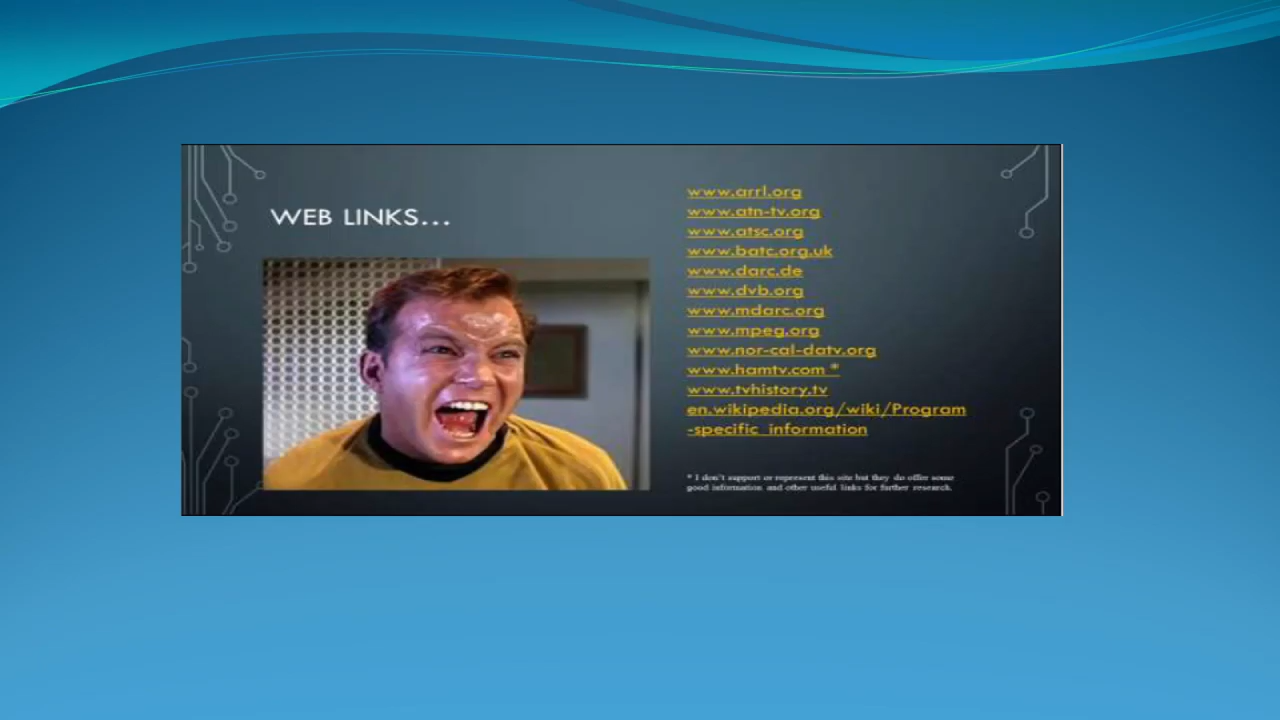 WEB LINKS...
www.arrl.org
www.atn-tv.org
www.atsc.org
www.batc.org.uk
www.darc.de
www.dvb.org
www.mdarc.org
www.mpeg.org
www.nor-cal-datv.org
www.hamtv.com *
www.tvhistory.tv
en.wikipedia.org/wiki/Program
-specific_information
* I don't support or represent this site but they do offer some
good information and other useful links for further research.